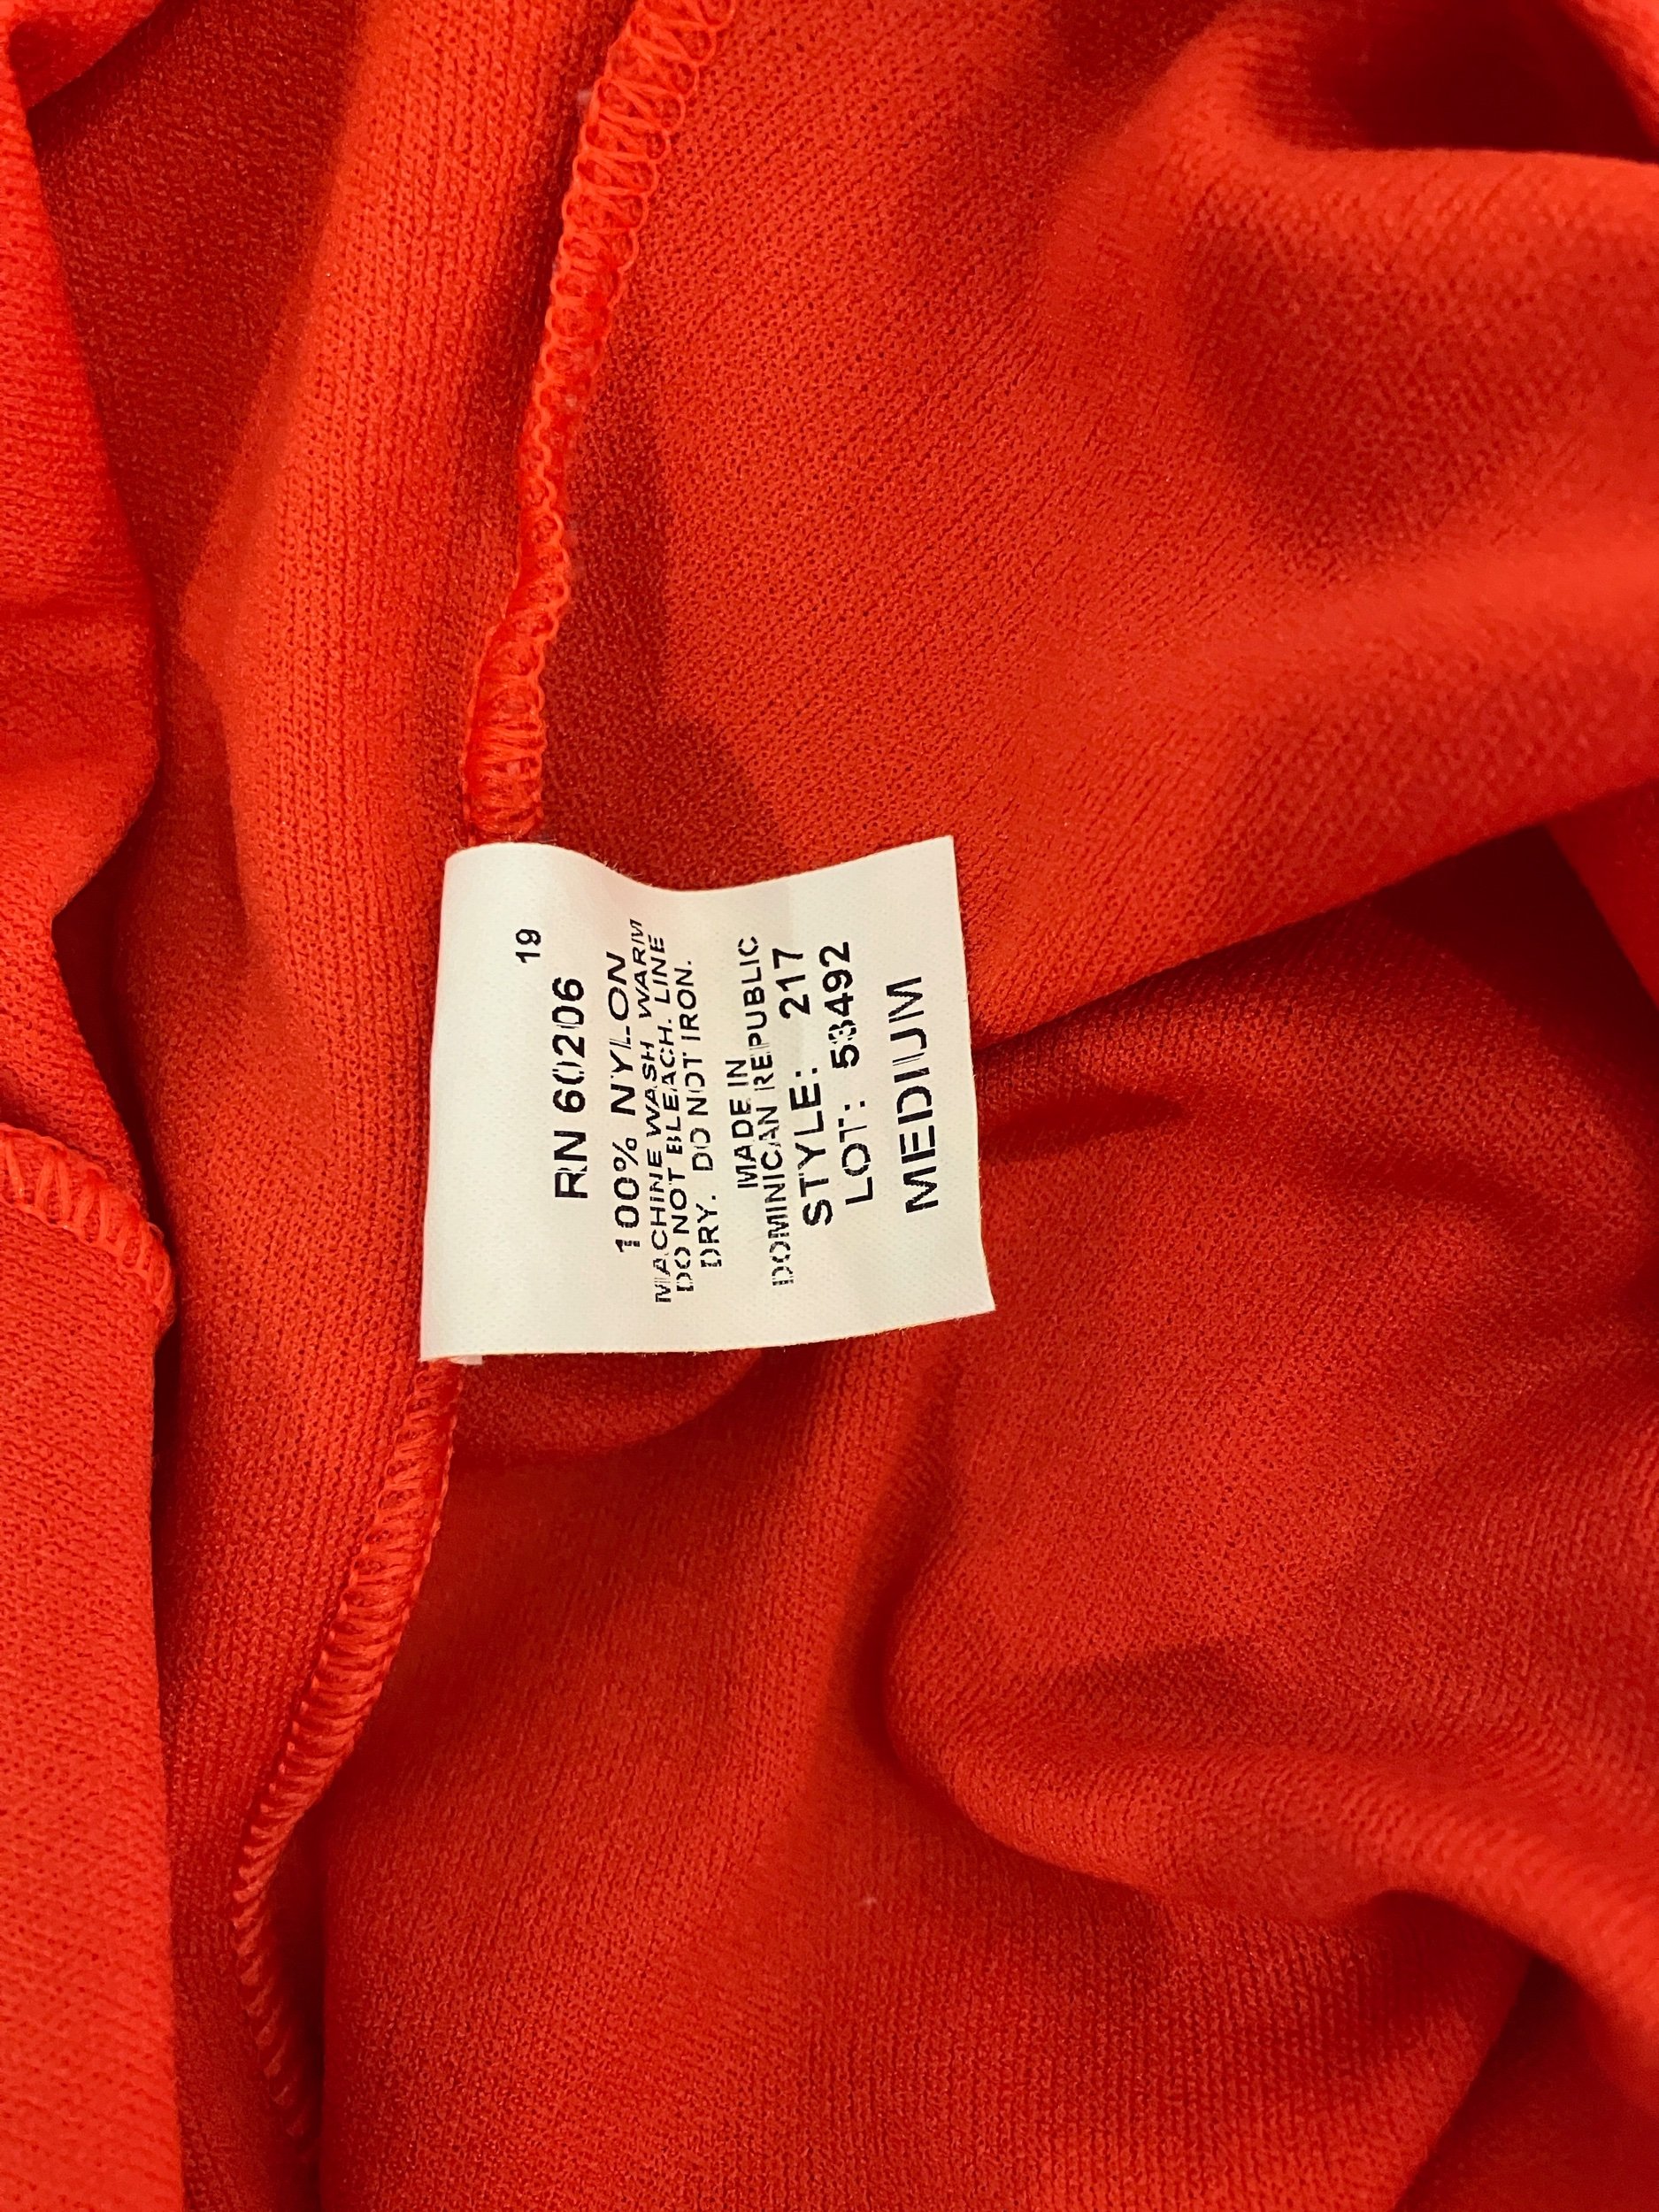 19
RN 60206
100% NYLON
MACHINE WASH WARM
DO NOT BLEACH. LINE
DRY. DO NOT IRON.
MADE IN
DOMINICAN REPUBLIC
STYLE: 217
LOT: 53492
MEDIUM